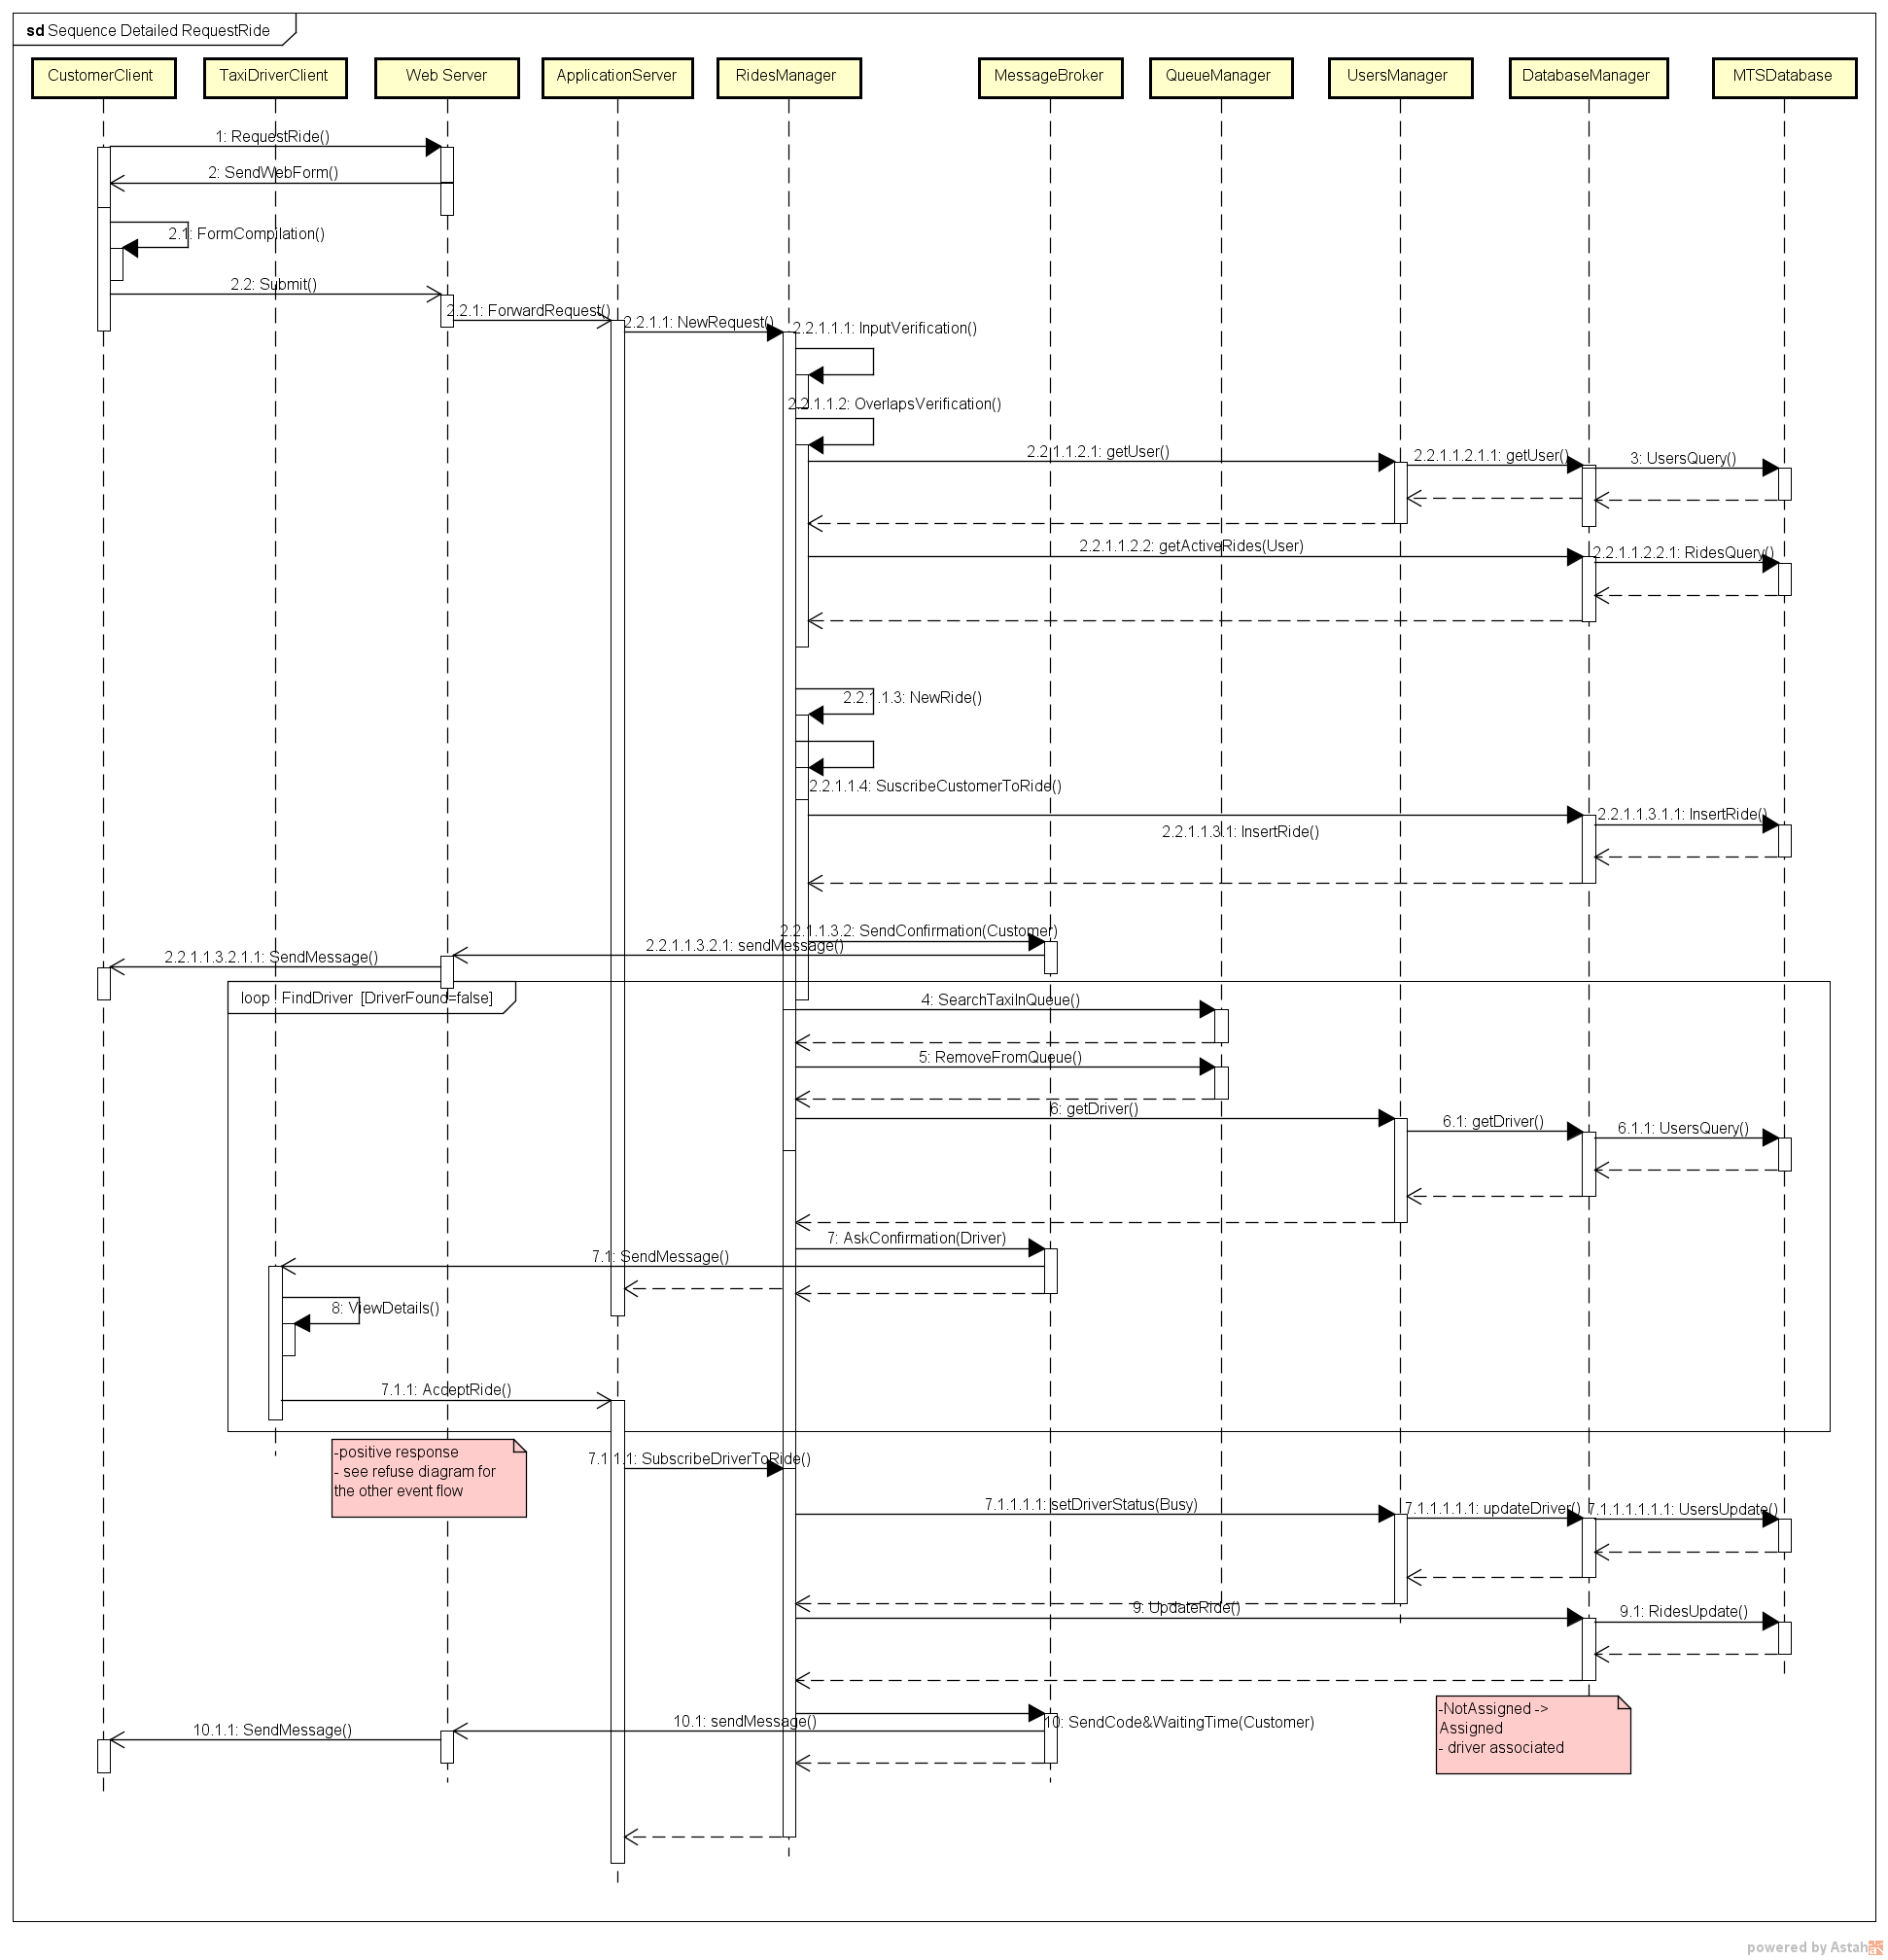 sd Sequence Detailed RequestRide
CustomerClient
TaxiDriverClient
Web Server
ApplicationServer
RidesManager
MessageBroker
QueueManager
UsersManager
DatabaseManager
MTSDatabase
1: RequestRide()
2: SendWebForm()
2.1: FormCompilation()
2.2: Submit()
2.2.1: ForwardRequest()
2.2.1.1: NewRequest()
2.2.1.1.1: InputVerification()
2.2.1.1.2: OverlapsVerification()
2.2.1.1.2.1: getUser()
2.2.1.1.2.1.1: getUser()
3: UsersQuery()
2.2.1.1.2.2: getActiveRides(User)
2.2.1.1.2.2.1: RidesQuery()
2.2.1.1.3: NewRide()
2.2.1.1.4: SuscribeCustomerToRide()
2.2.1.1.3.1: InsertRide()
2.2.1.1.3.1.1: InsertRide()
2.2.1.1.3.2: SendConfirmation(Customer)
2.2.1.1.3.2.1: sendMessage()
2.2.1.1.3.2.1.1: SendMessage()
loop : FindDriver [DriverFound=false]
4: SearchTaxiInQueue()
5: RemoveFromQueue()
6: getDriver()
6.1: getDriver()
6.1.1: UsersQuery()
7: AskConfirmation(Driver)
7.1: SendMessage()
8: ViewDetails()
7.1.1: AcceptRide()
-positive response
- see refuse diagram for
the other event flow
7.1.1.1: SubscribeDriverToRide()
7.1.1.1.1: setDriverStatus(Busy)
7.1.1.1.1.1: updateDriver()
7.1.1.1.1.1.1: UsersUpdate()
9: UpdateRide()
9.1: RidesUpdate()
-NotAssigned ->
Assigned
- driver associated
10: SendCode&WaitingTime(Customer)
10.1: sendMessage()
10.1.1: SendMessage()
powered by Astah